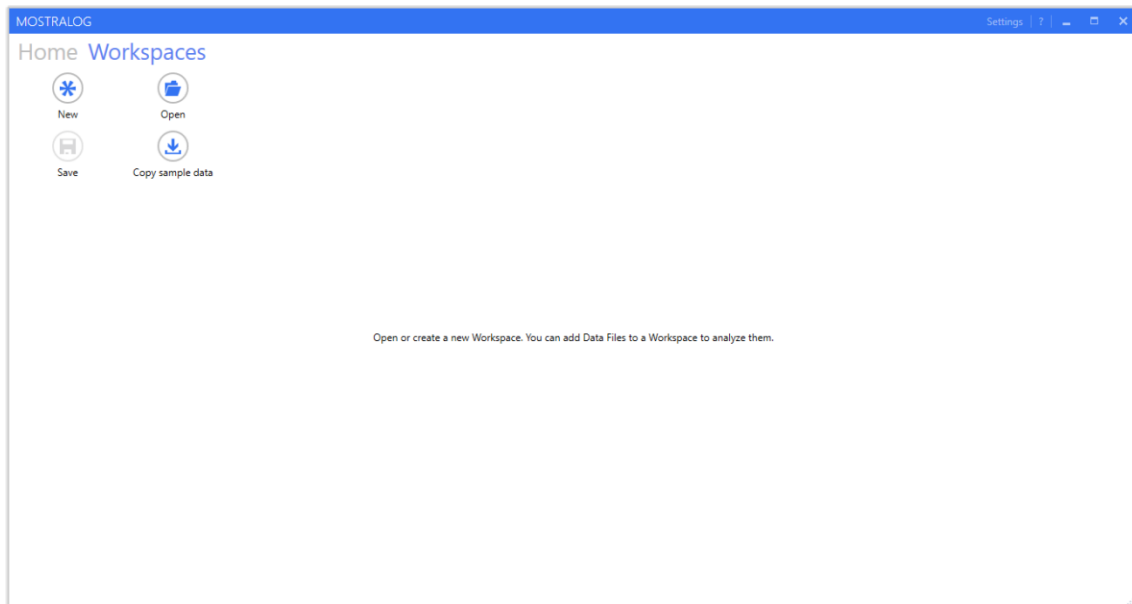 MOSTRALOG
Settings | ?
Home Workspaces
New Open
Save Copy sample data
Open or create a new Workspace. You can add Data Files to a Workspace to analyze them.